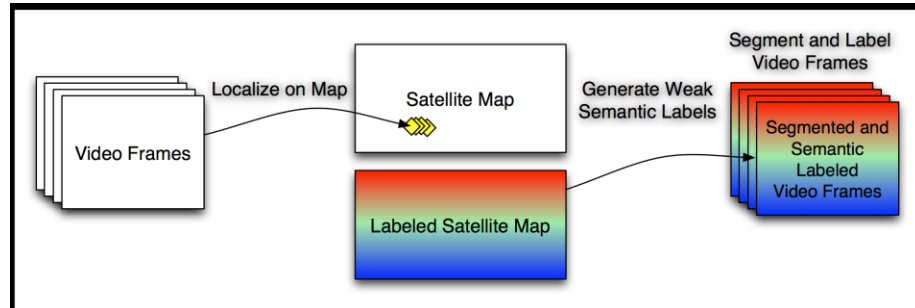 Video Frames
Localize on Map
Satellite Map
Labeled Satellite Map
Generate Weak
Semantic Labels
Segment and Label
Video Frames
Segmented and
Semantic
Labeled
Video Frames